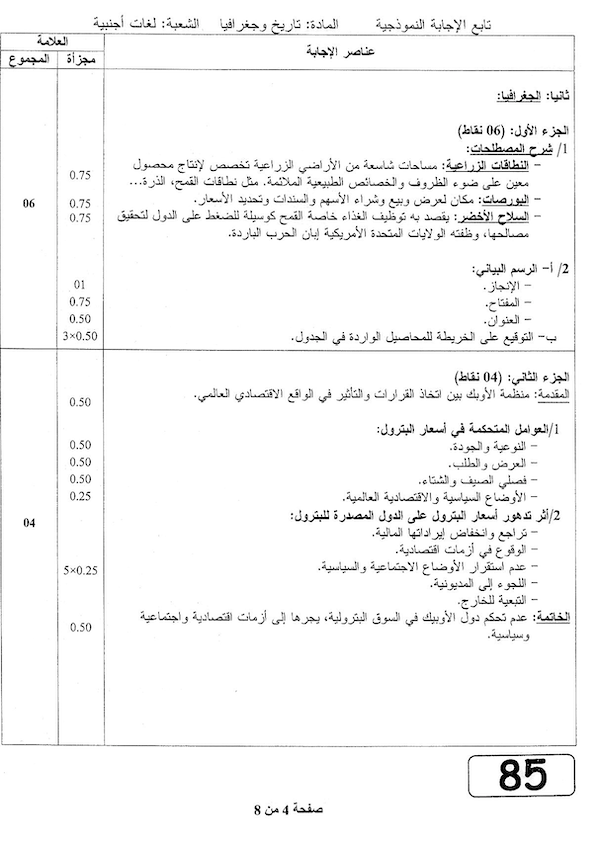 تابع الإجابة النموذجية المادة: تاريخ وجغرافيا الشعبة: لغات أجنبية
عناصر الإجابة العلامة
مجزأة المجموع
ثانيا: الجغرافيا:
الجزء الأول: (06 نقاط)
1/ شرح المصطلحات:
– النطاقات الزراعية: مساحات شاسعة من الأراضي الزراعية تخصص لإنتاج محصول 0.75
معين على ضوء الظروف والخصائص الطبيعية الملائمة. مثل نطاقات القمح، الذرة...
– البورصات: مكان لعرض وبيع وشراء الأسهم والسندات وتحديد الأسعار. 0.75 06
– السلاح الأخضر: يقصد به توظيف الغذاء خاصة القمح كوسيلة للضغط على الدول لتحقيق 0.75
مصالحها، وظفته الولايات المتحدة الأمريكية إبان الحرب الباردة.
2/ أ– الرسم البياني:
– الإنجاز. 01
– المفتاح. 0.75
– العنوان. 0.50
ب– التوقيع على الخريطة للمحاصيل الواردة في الجدول. 3×0.50
الجزء الثاني: (04 نقاط)
المقدمة: منظمة الأوبك بين اتخاذ القرارات والتأثير في الواقع الاقتصادي العالمي. 0.50
1/العوامل المتحكمة في أسعار البترول:
– النوعية والجودة. 0.50
– العرض والطلب. 0.50
– فصلي الصيف والشتاء. 0.50
– الأوضاع السياسية والاقتصادية العالمية. 0.25
2/أثر تدهور أسعار البترول على الدول المصدرة للبترول: 04
– تراجع وانخفاض إيراداتها المالية.
– الوقوع في أزمات اقتصادية.
– عدم استقرار الأوضاع الاجتماعية والسياسية. 5×0.25
– اللجوء إلى المديونية.
– التبعية للخارج.
الخاتمة: عدم تحكم دول الأوبيك في السوق البترولية، يجرها إلى أزمات اقتصادية واجتماعية 0.50
وسياسية.
85
صفحة 4 من 8